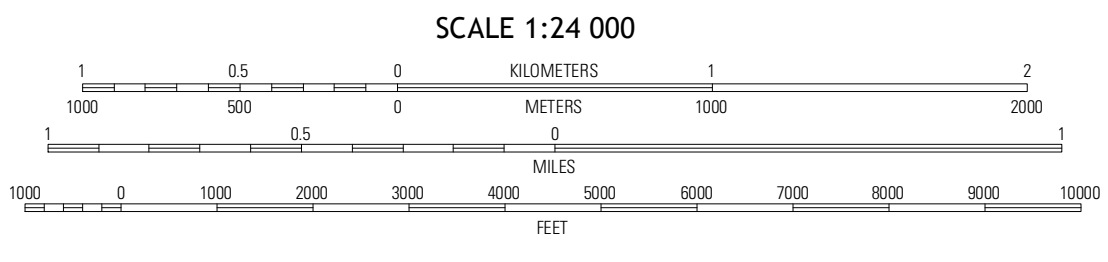 SCALE 1:24 000
1 0.5 0 KILOMETERS 1 2
1000 500 0 METERS 1000 2000
1 0.5 0 1
MILES
1000 0 1000 2000 3000 4000 5000 6000 7000 8000 9000 10000
FEET